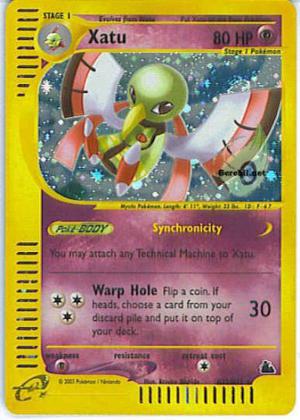 STAGE 1
Evolves from Natu
Xatu
80 HP
Stage 1 Pokémon
Serebii.net
Mystic Pokémon. Length: 4' 11", Weight: 33 lbs. ID: F-67
Poké-BODY
Synchronicity
You may attach any Technical Machine to Xatu.
Warp Hole Flip a coin. If
heads, choose a card from your
discard pile and put it on top of
your deck.
30
weakness
resistance
retreat cost
©2003 Pokémon / Nintendo